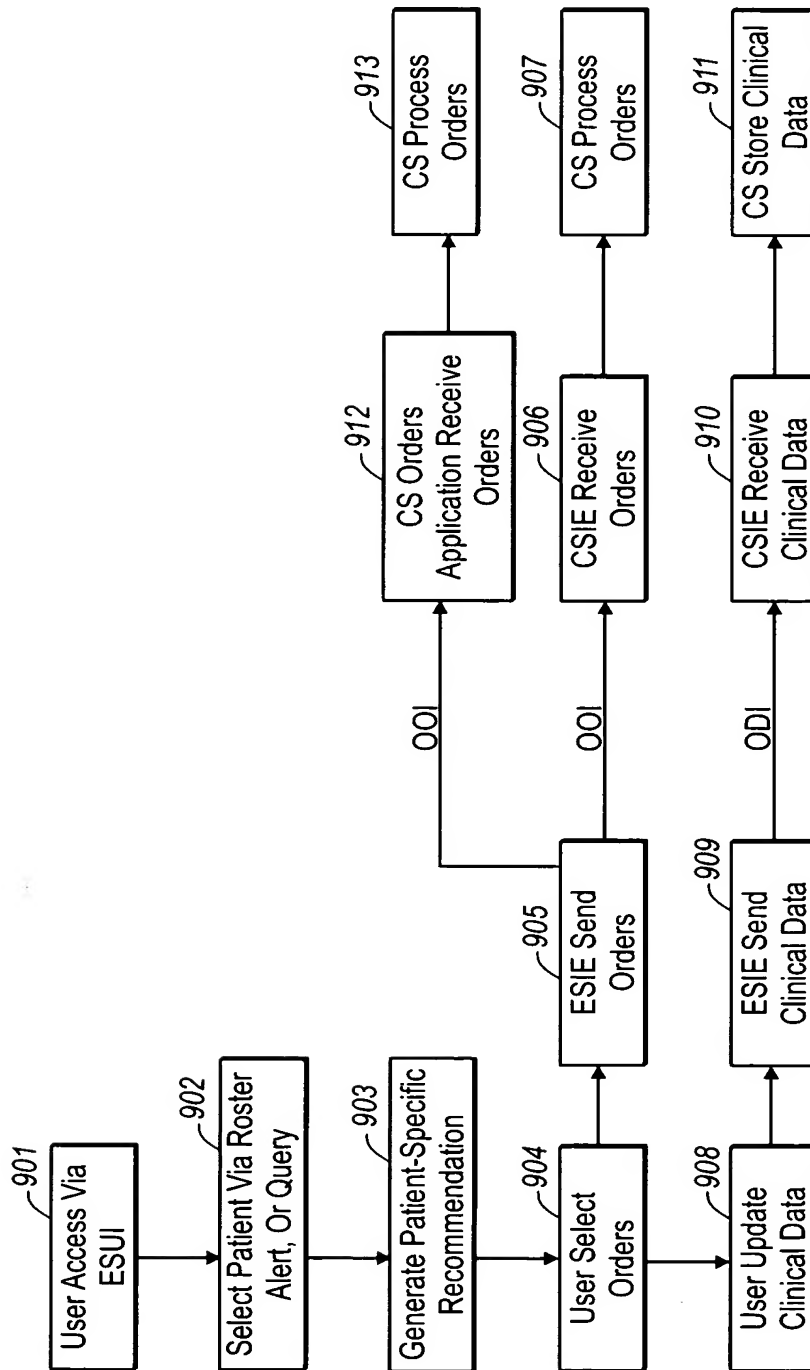 901
User Access Via
ESUI
902
Select Patient Via Roster
Alert, Or Query
903
Generate Patient-Specific
Recommendation
904
User Select
Orders
905
ESIE Send
Orders
OOI
912
CS Orders
Application Receive
Orders
913
CS Process
Orders
OOI
906
CSIE Receive
Orders
907
CS Process
Orders
908
User Update
Clinical Data
909
ESIE Send
Clinical Data
ODI
910
CSIE Receive
Clinical Data
911
CS Store Clinical
Data